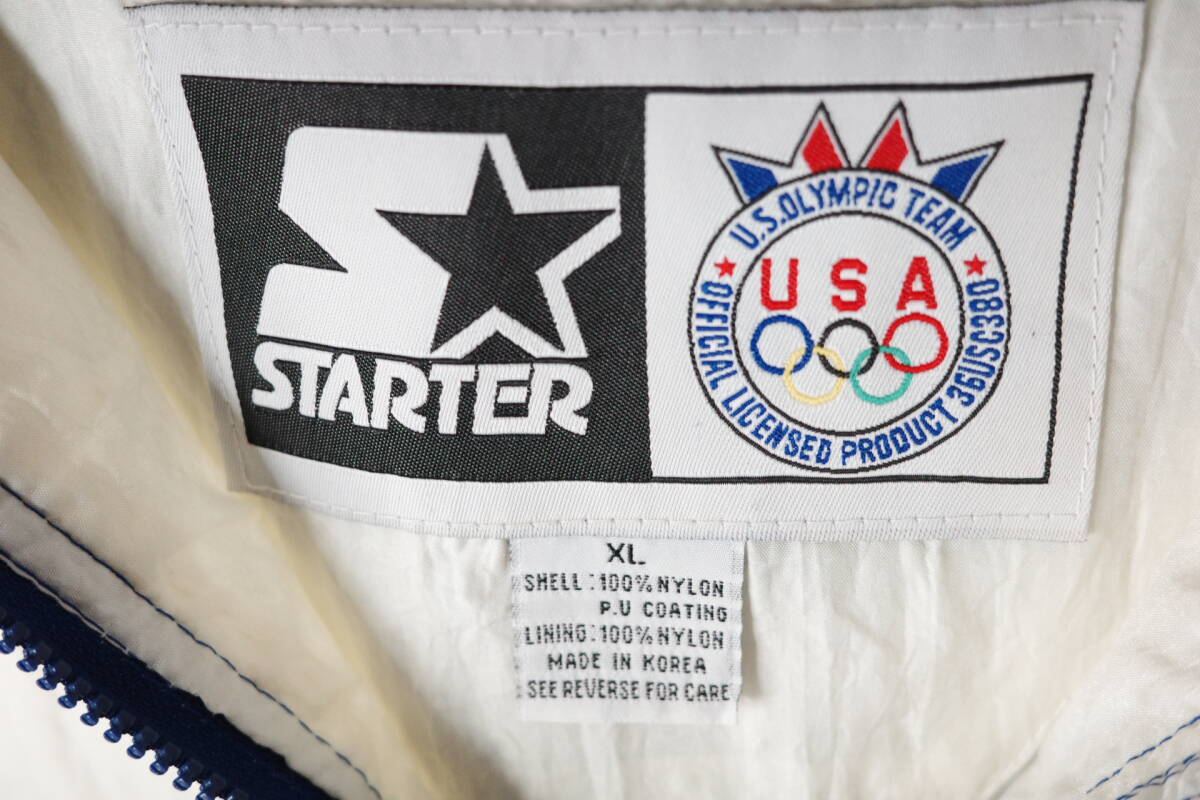 STARTER
U.S.OLYMPIC TEAM
USA
OFFICIAL LICENSED PRODUCT 36USC380
XL
SHELL:100%NYLON
P.U COATING
LINING:100%NYLON
MADE IN KOREA
SEE REVERSE FOR CARE